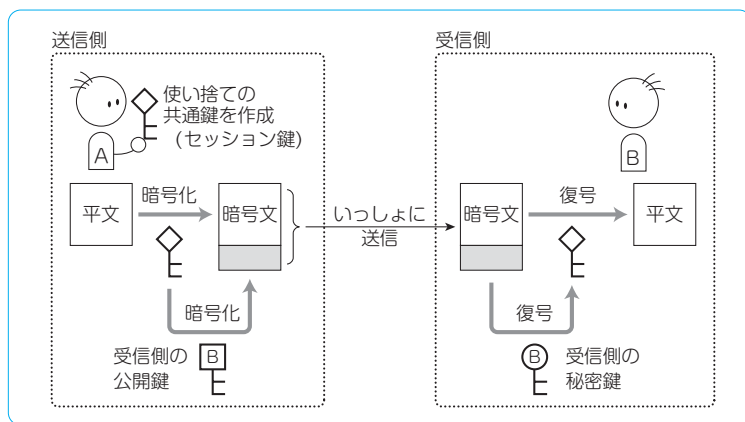 送信側
使い捨ての
共通鍵を作成
(セッション鍵)
A
平文
暗号化
暗号文
暗号化
受信側の
公開鍵
B
いっしょに
送信
受信側
B
暗号文
復号
平文
復号
B
受信側の
秘密鍵